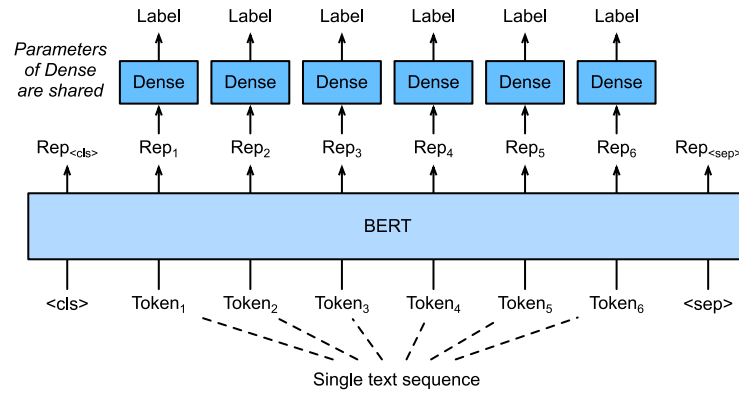 Label Label Label Label Label Label
Parameters
of Dense
are shared
Dense Dense Dense Dense Dense Dense
Rep<cls> Rep₁ Rep₂ Rep₃ Rep₄ Rep₅ Rep₆ Rep<sep>
BERT
<cls> Token₁ Token₂ Token₃ Token₄ Token₅ Token₆ <sep>
Single text sequence